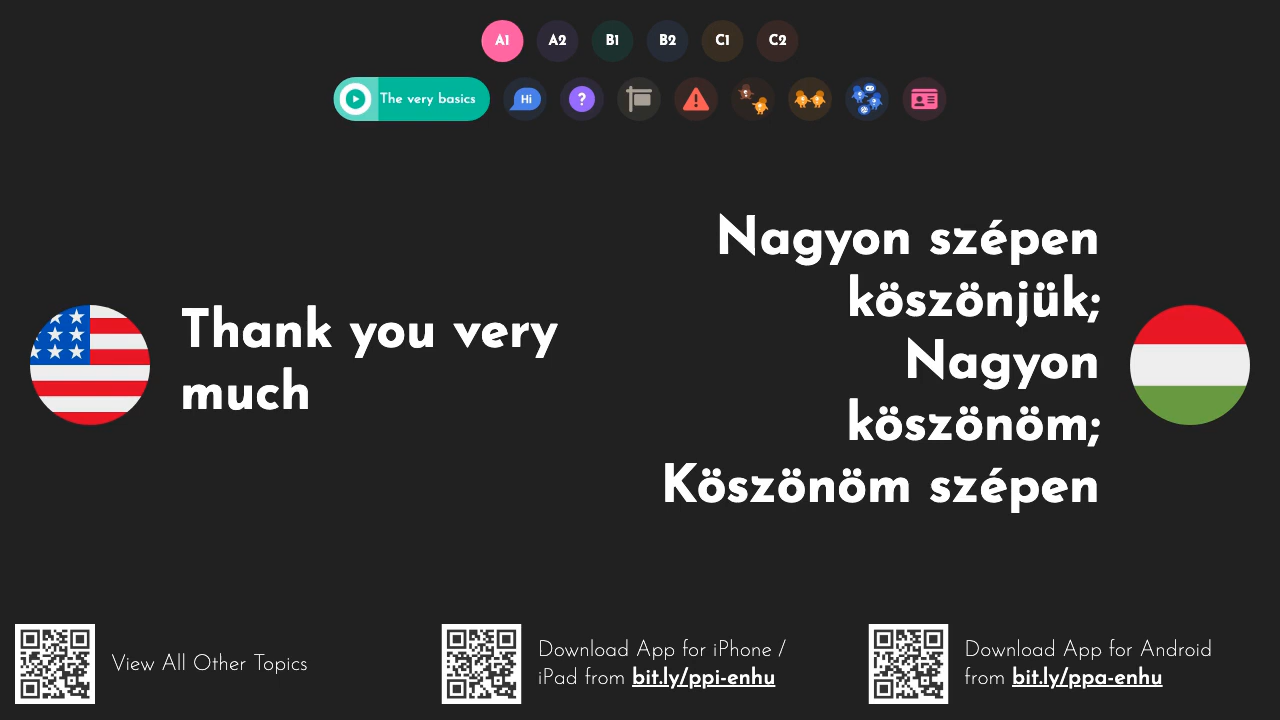 A1 A2 B1 B2 C1 C2
The very basics Hi ?
Thank you very
much
Nagyon szépen
köszönjük;
Nagyon
köszönöm;
Köszönöm szépen
View All Other Topics
Download App for iPhone /
iPad from bit.ly/ppi-enhu
Download App for Android
from bit.ly/ppa-enhu